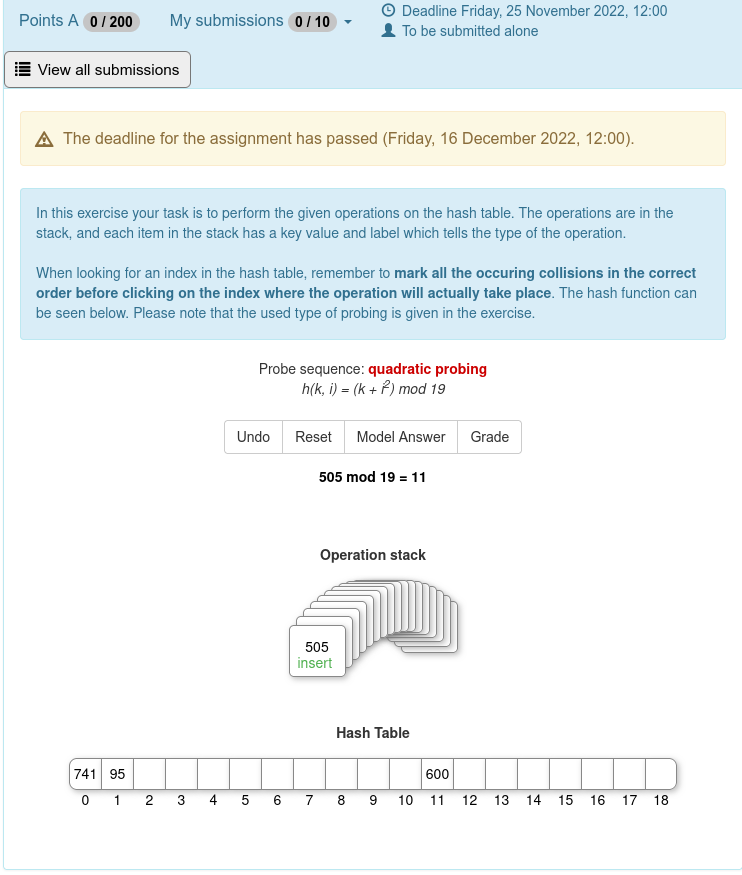 Points A 0 / 200 My submissions 0 / 10
Deadline Friday, 25 November 2022, 12:00
To be submitted alone
View all submissions
The deadline for the assignment has passed (Friday, 16 December 2022, 12:00).
In this exercise your task is to perform the given operations on the hash table. The operations are in the
stack, and each item in the stack has a key value and label which tells the type of the operation.
When looking for an index in the hash table, remember to mark all the occuring collisions in the correct
order before clicking on the index where the operation will actually take place. The hash function can
be seen below. Please note that the used type of probing is given in the exercise.
Probe sequence: quadratic probing
h(k, i) = (k + i²) mod 19
Undo Reset Model Answer Grade
505 mod 19 = 11
Operation stack
505
insert
Hash Table
741 95 600
0 1 2 3 4 5 6 7 8 9 10 11 12 13 14 15 16 17 18